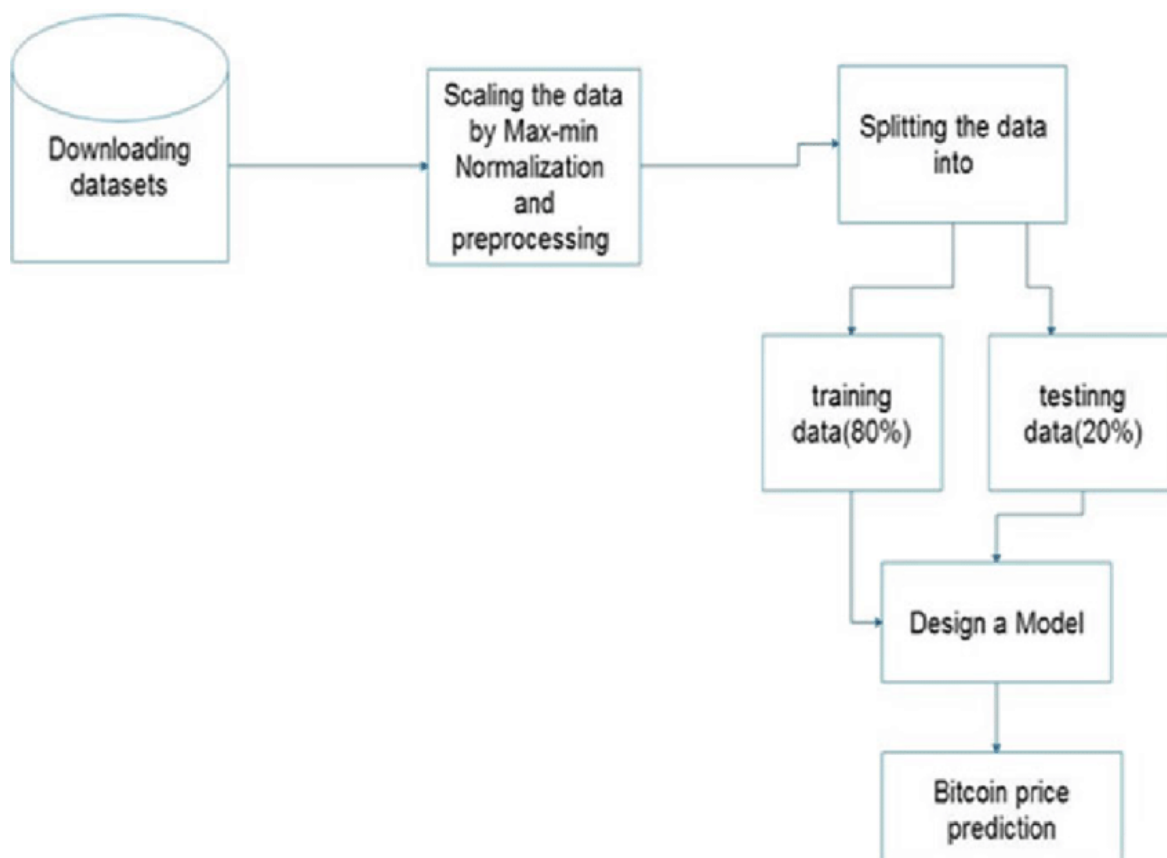 Downloading
datasets
Scaling the data
by Max-min
Normalization
and
preprocessing
Splitting the data
into
training
data(80%)
testinng
data(20%)
Design a Model
Bitcoin price
prediction